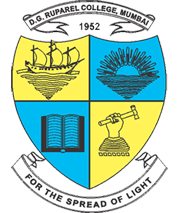 D.G. RUPAREL COLLEGE, MUMBAI
1952
FOR THE SPREAD OF LIGHT